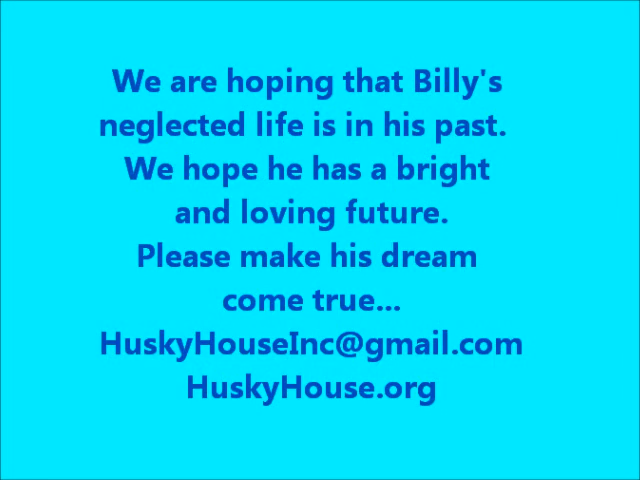 We are hoping that Billy's
neglected life is in his past.
We hope he has a bright
and loving future.
Please make his dream
come true...
HuskyHouseInc@gmail.com
HuskyHouse.org